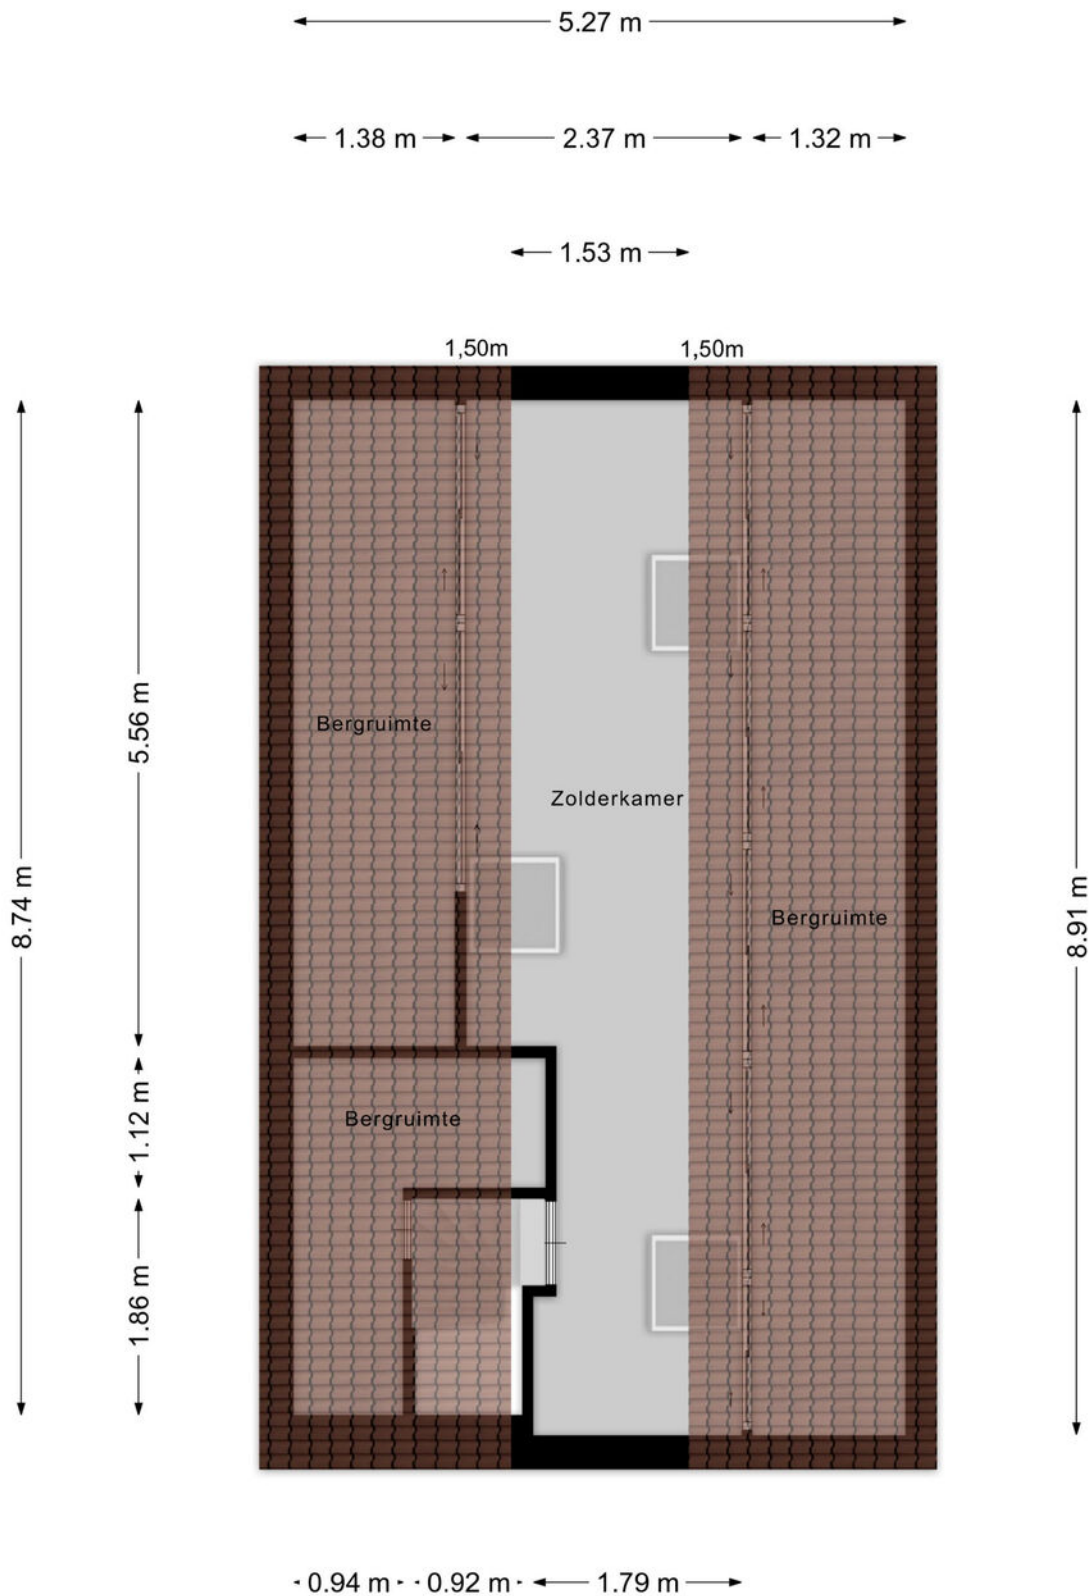 5.27 m
1.38 m
2.37 m
1.32 m
1.53 m
1,50m
1,50m
5.56 m
Bergruimte
Zolderkamer
8.74 m
Bergruimte
8.91 m
1.12 m
Bergruimte
1.86 m
0.94 m
0.92 m
1.79 m